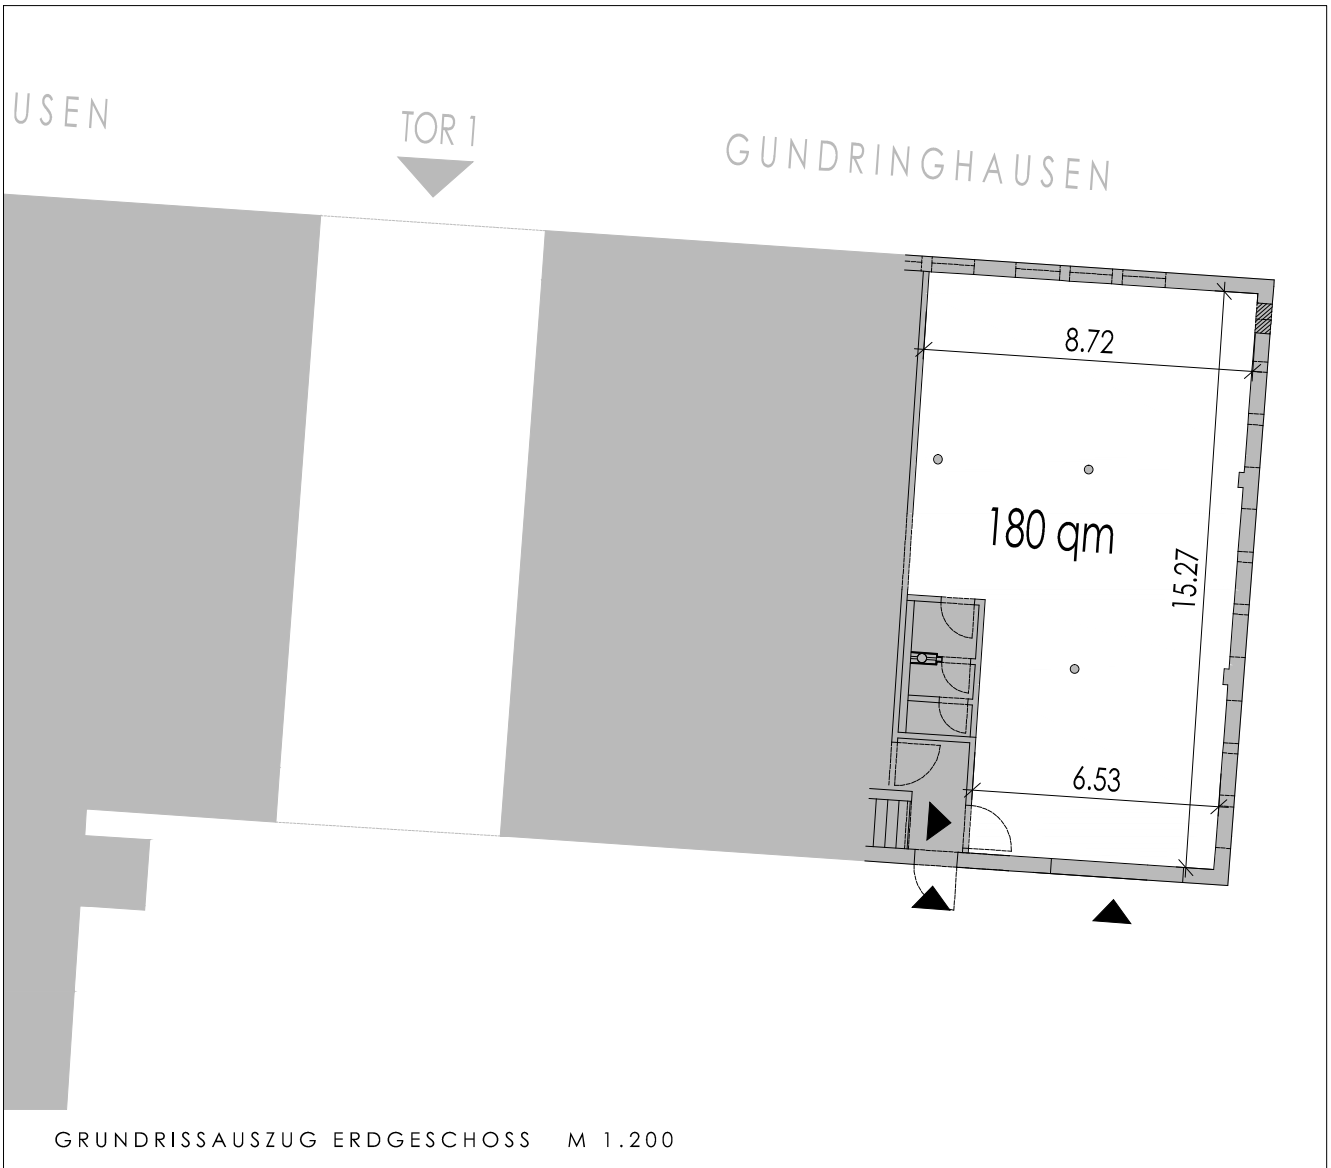 USEN
TOR 1
GUNDRINGHAUSEN
8.72
180 qm
15.27
6.53
GRUNDRISSAUSZUG ERDGESCHOSS M 1.200